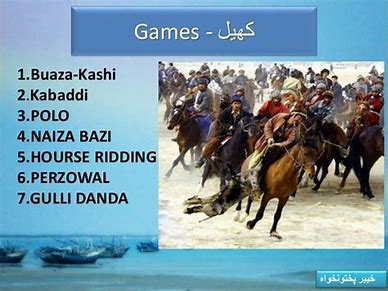 Games - کھیل
1.Buaza-Kashi
2.Kabaddi
3.POLO
4.NAIZA BAZI
5.HOURSE RIDDING
6.PERZOWAL
7.GULLI DANDA
خیبر پختونخواہ